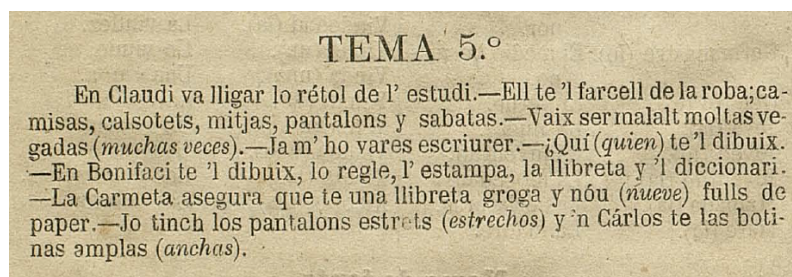 TEMA 5.º
En Claudi va lligar lo rétol de l' estudi.—Ell te 'l farcell de la roba; ca-
misas, calsotets, mitjas, pantalons y sabatas.—Vaix ser malalt moltas ve-
gadas (muchas veces).—Ja m' ho vares escriurer.—¿Quí (quien) te 'l dibuix.
—En Bonifaci te 'l dibuix, lo regle, l' estampa, la llibreta y 'l diccionari.
—La Carmeta asegura que te una llibreta groga y nóu (nueve) fulls de
paper.—Jo tinch los pantalons estrets (estrechos) y 'n Cárlos te las boti-
nas amplas (anchas).